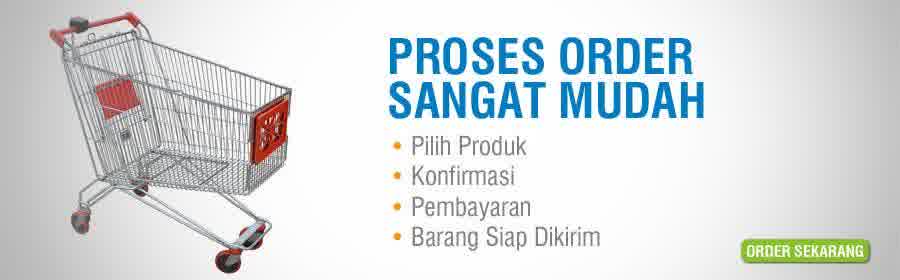 PROSES ORDER
SANGAT MUDAH
• Pilih Produk
• Konfirmasi
• Pembayaran
• Barang Siap Dikirim
ORDER SEKARANG